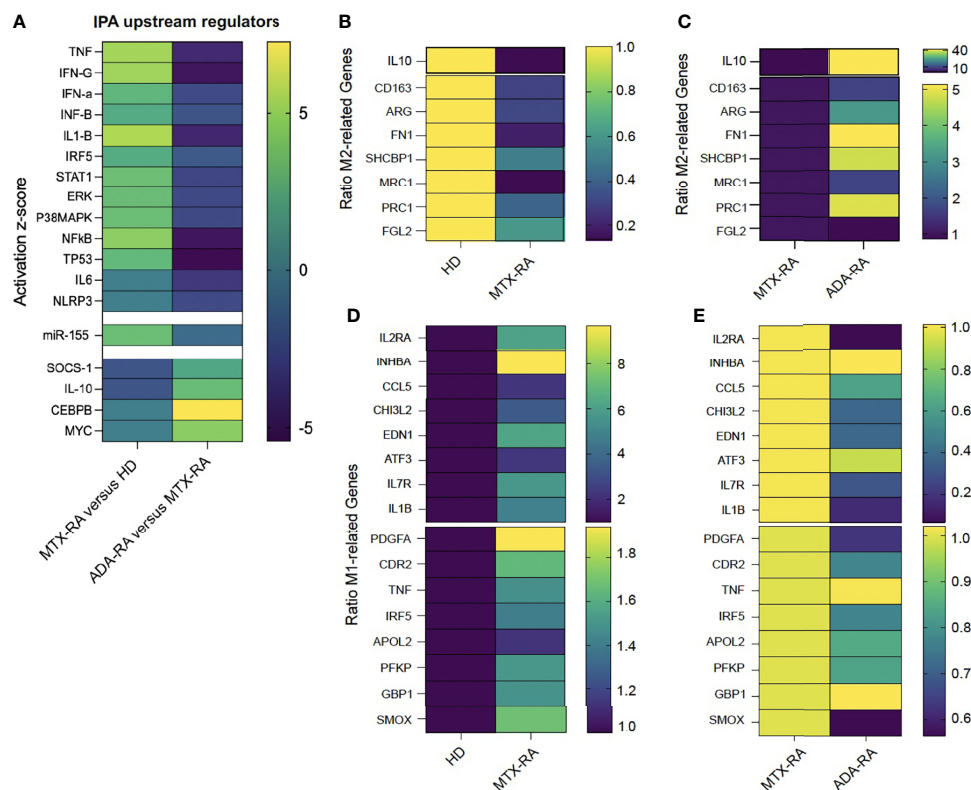 A
IPA upstream regulators
Activation z-score
TNF
IFN-G
IFN-a
INF-B
IL1-B
IRF5
STAT1
ERK
P38MAPK
NFkB
TP53
IL6
NLRP3
miR-155
SOCS-1
IL-10
CEBPB
MYC
MTX-RA versus HD
ADA-RA versus MTX-RA
5
0
-5
B
Ratio M2-related Genes
IL10
CD163
ARG
FN1
SHCBP1
MRC1
PRC1
FGL2
HD
MTX-RA
1.0
0.8
0.6
0.4
0.2
C
Ratio M2-related Genes
IL10
CD163
ARG
FN1
SHCBP1
MRC1
PRC1
FGL2
MTX-RA
ADA-RA
40
10
5
4
3
2
1
D
Ratio M1-related Genes
IL2RA
INHBA
CCL5
CHI3L2
EDN1
ATF3
IL7R
IL1B
PDGFA
CDR2
TNF
IRF5
APOL2
PFKP
GBP1
SMOX
HD
MTX-RA
8
6
4
2
1.8
1.6
1.4
1.2
1.0
E
IL2RA
INHBA
CCL5
CHI3L2
EDN1
ATF3
IL7R
IL1B
PDGFA
CDR2
TNF
IRF5
APOL2
PFKP
GBP1
SMOX
MTX-RA
ADA-RA
1.0
0.8
0.6
0.4
0.2
1.0
0.9
0.8
0.7
0.6